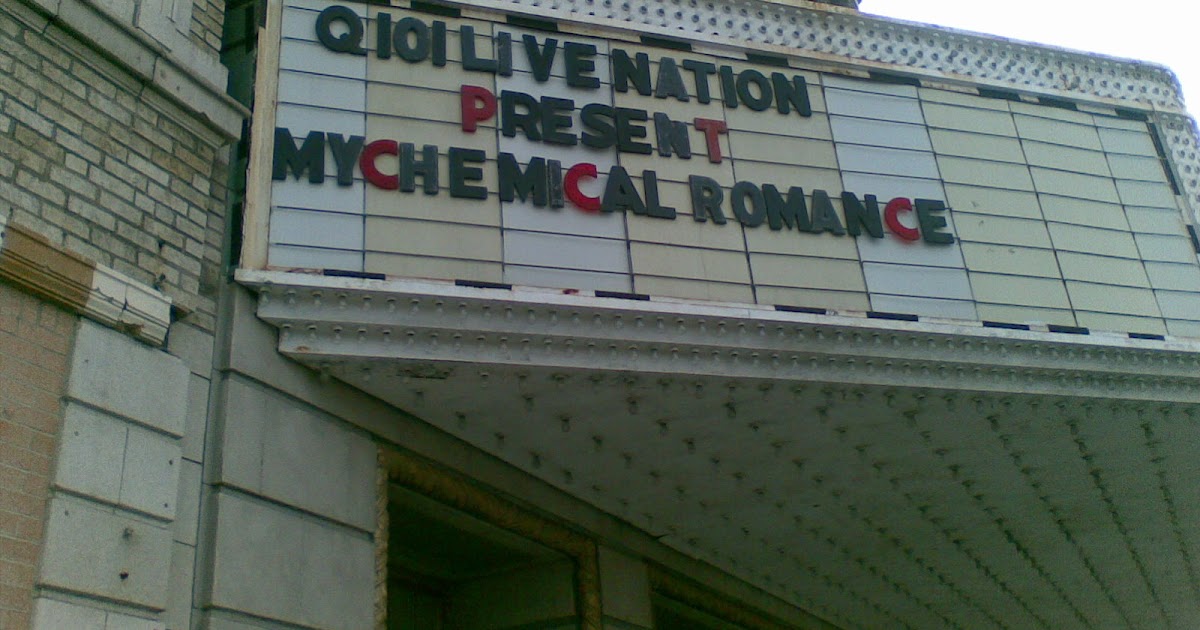 Q101 LIVE NATION
PRESENT
MY CHEMICAL ROMANCE